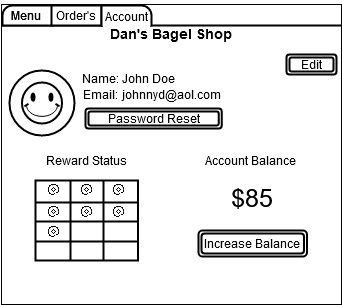 Menu Order's Account
Dan's Bagel Shop
Edit
Name: John Doe
Email: johnnyd@aol.com
Password Reset
Reward Status
Account Balance
$85
Increase Balance